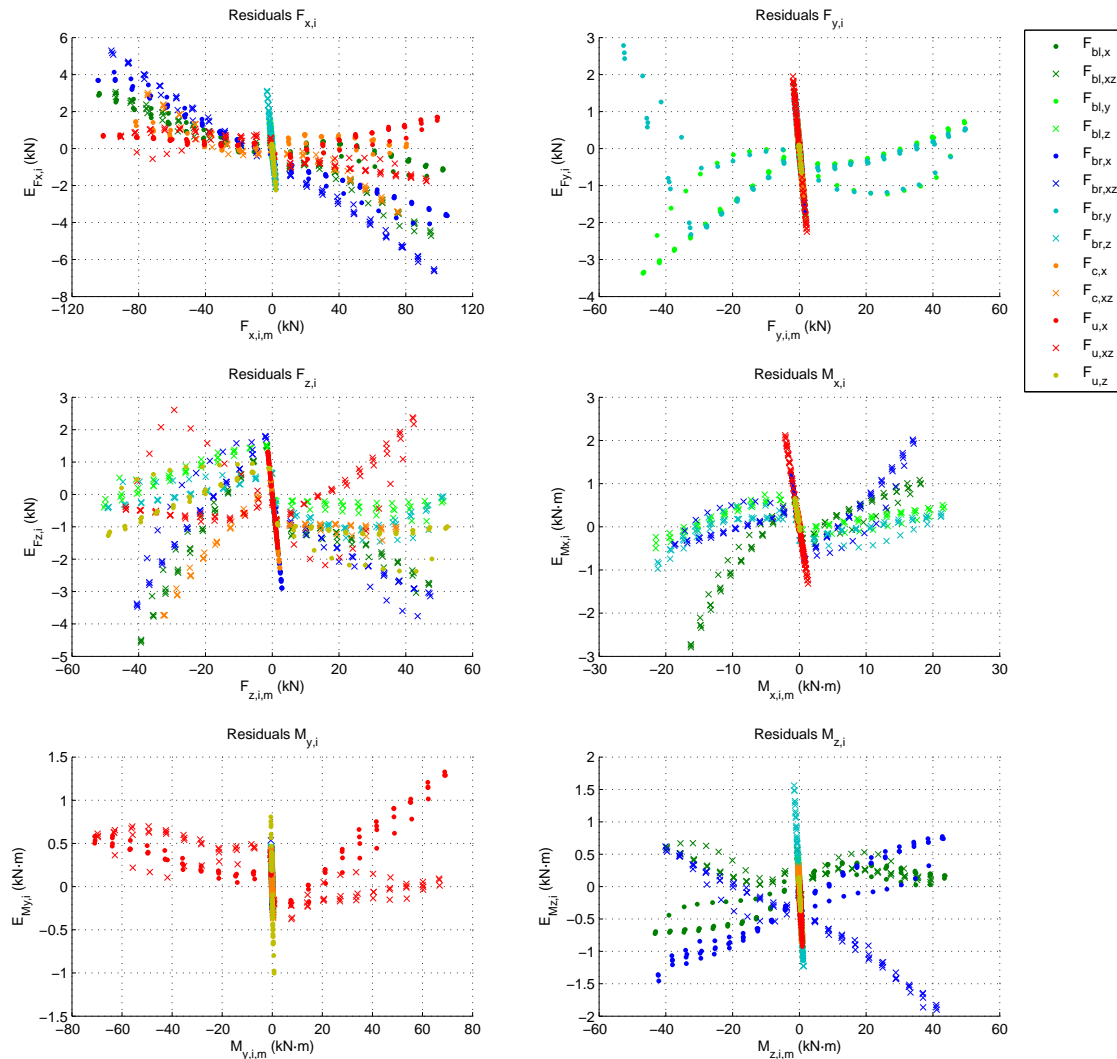 Residuals F_x,i
E_Fx,i (kN)
6
4
2
0
−2
−4
−6
−8
−120
−80
−40
0
40
80
120
F_x,i,m (kN)
Residuals F_y,i
E_Fy,i (kN)
3
2
1
0
−1
−2
3
4
−60
−40
−20
0
20
40
60
F_y,i,m (kN)
F_bl,x
F_bl,xz
F_bl,y
F_bl,z
F_br,x
F_br,xz
F_br,y
F_br,z
F_c,x
F_c,xz
F_u,x
F_u,xz
F_u,z
Residuals F_z,i
E_Fz,i (kN)
3
2
1
0
−1
−2
−3
−4
−5
−60
−40
−20
0
20
40
60
F_z,i,m (kN)
Residuals M_x,i
E_Mx,i (kN·m)
3
2
1
0
−1
−2
−3
−30
−20
−10
0
10
20
30
M_x,i,m (kN·m)
Residuals M_y,i
E_My,i (kN·m)
1.5
1
0.5
0
−0.5
−1
−1.5
−80
−60
−40
−20
0
20
40
60
80
M_y,i,m (kN·m)
Residuals M_z,i
E_Mz,i (kN·m)
2
1.5
1
0.5
0
−0.5
−1
−1.5
−2
−60
−40
−20
0
20
40
60
M_z,i,m (kN·m)